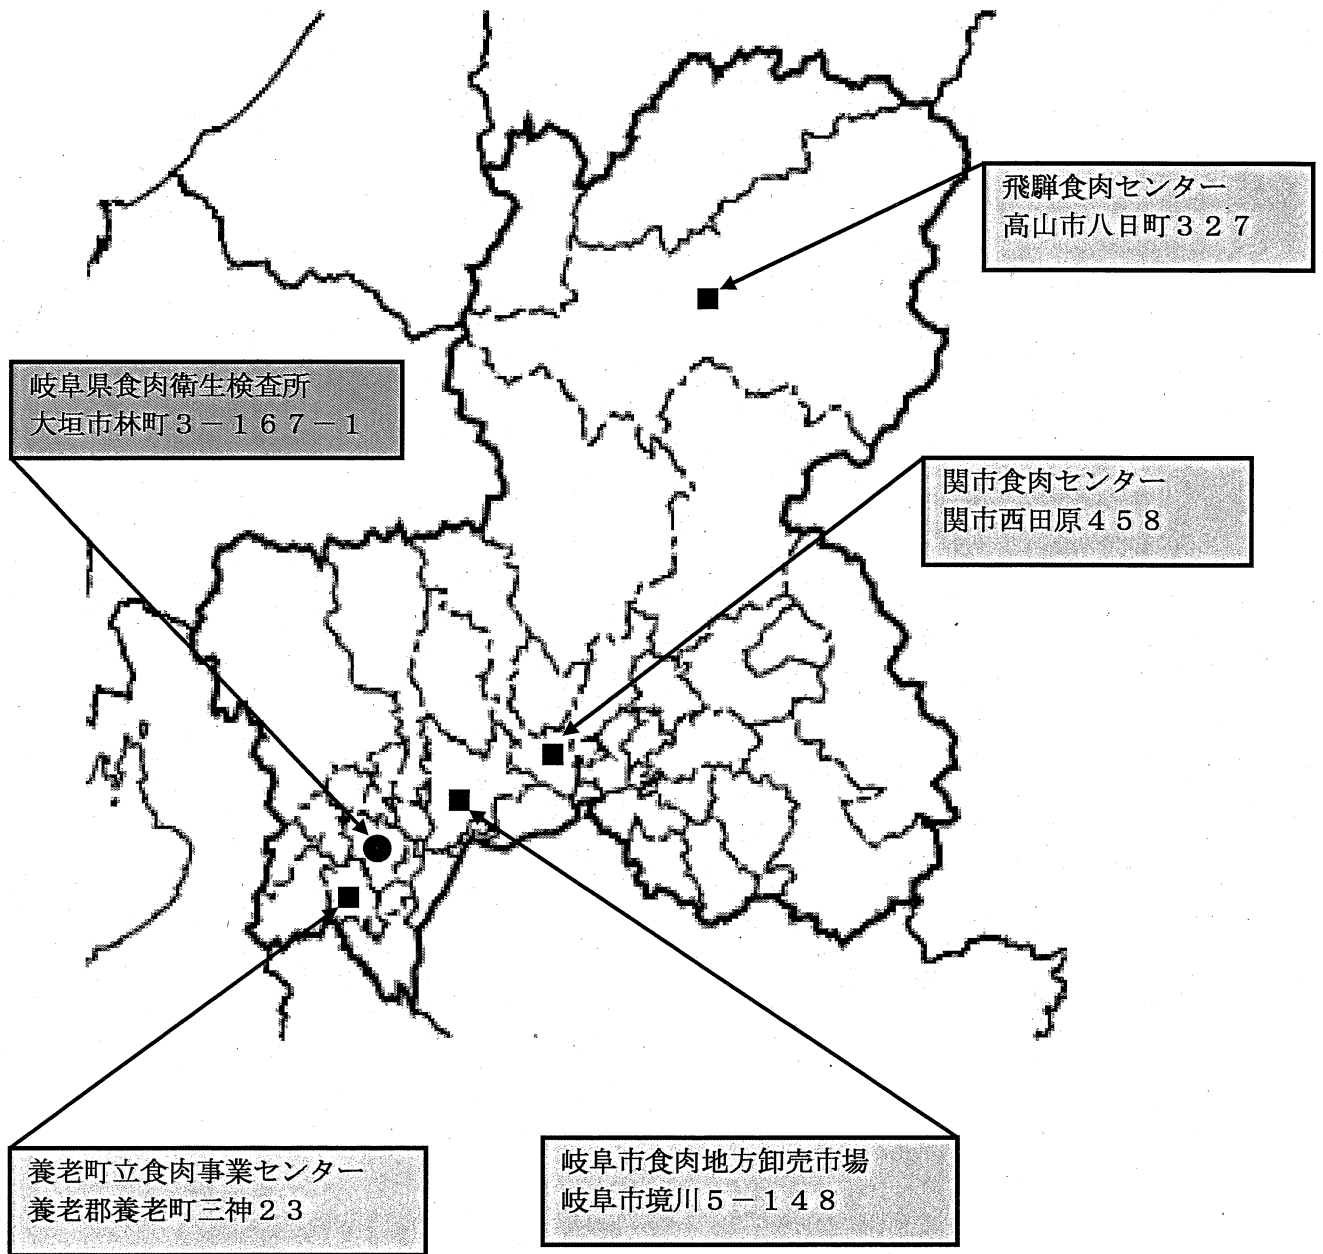 飛騨食肉センター
高山市八日町３２７
岐阜県食肉衛生検査所
大垣市林町３－１６７－１
関市食肉センター
関市西田原４５８
養老町立食肉事業センター
養老郡養老町三神２３
岐阜市食肉地方卸売市場
岐阜市境川５－１４８